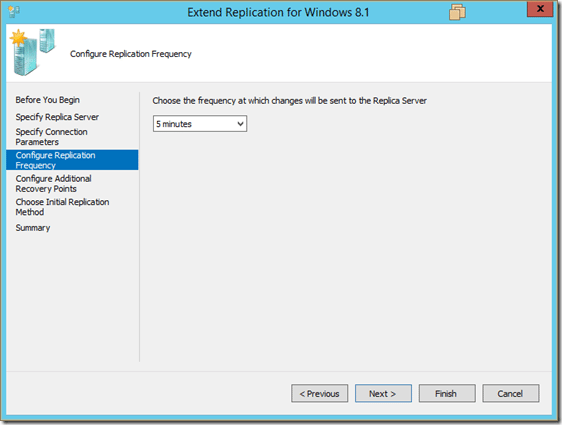 Extend Replication for Windows 8.1
x
Configure Replication Frequency
Before You Begin
Specify Replica Server
Specify Connection
Parameters
Configure Replication
Frequency
Configure Additional
Recovery Points
Choose Initial Replication
Method
Summary
Choose the frequency at which changes will be sent to the Replica Server
5 minutes
< Previous
Next >
Finish
Cancel